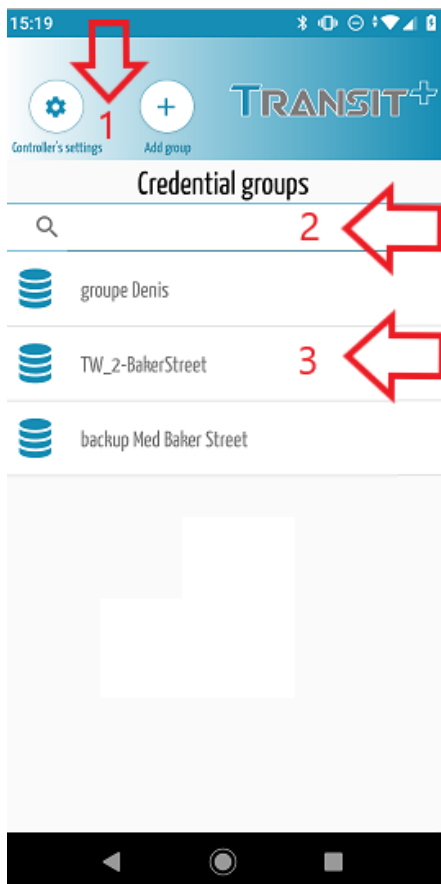 15:19
1
TRANSIT+
Controller's settings
Add group
Credential groups
2
groupe Denis
TW_2-BakerStreet
3
backup Med Baker Street